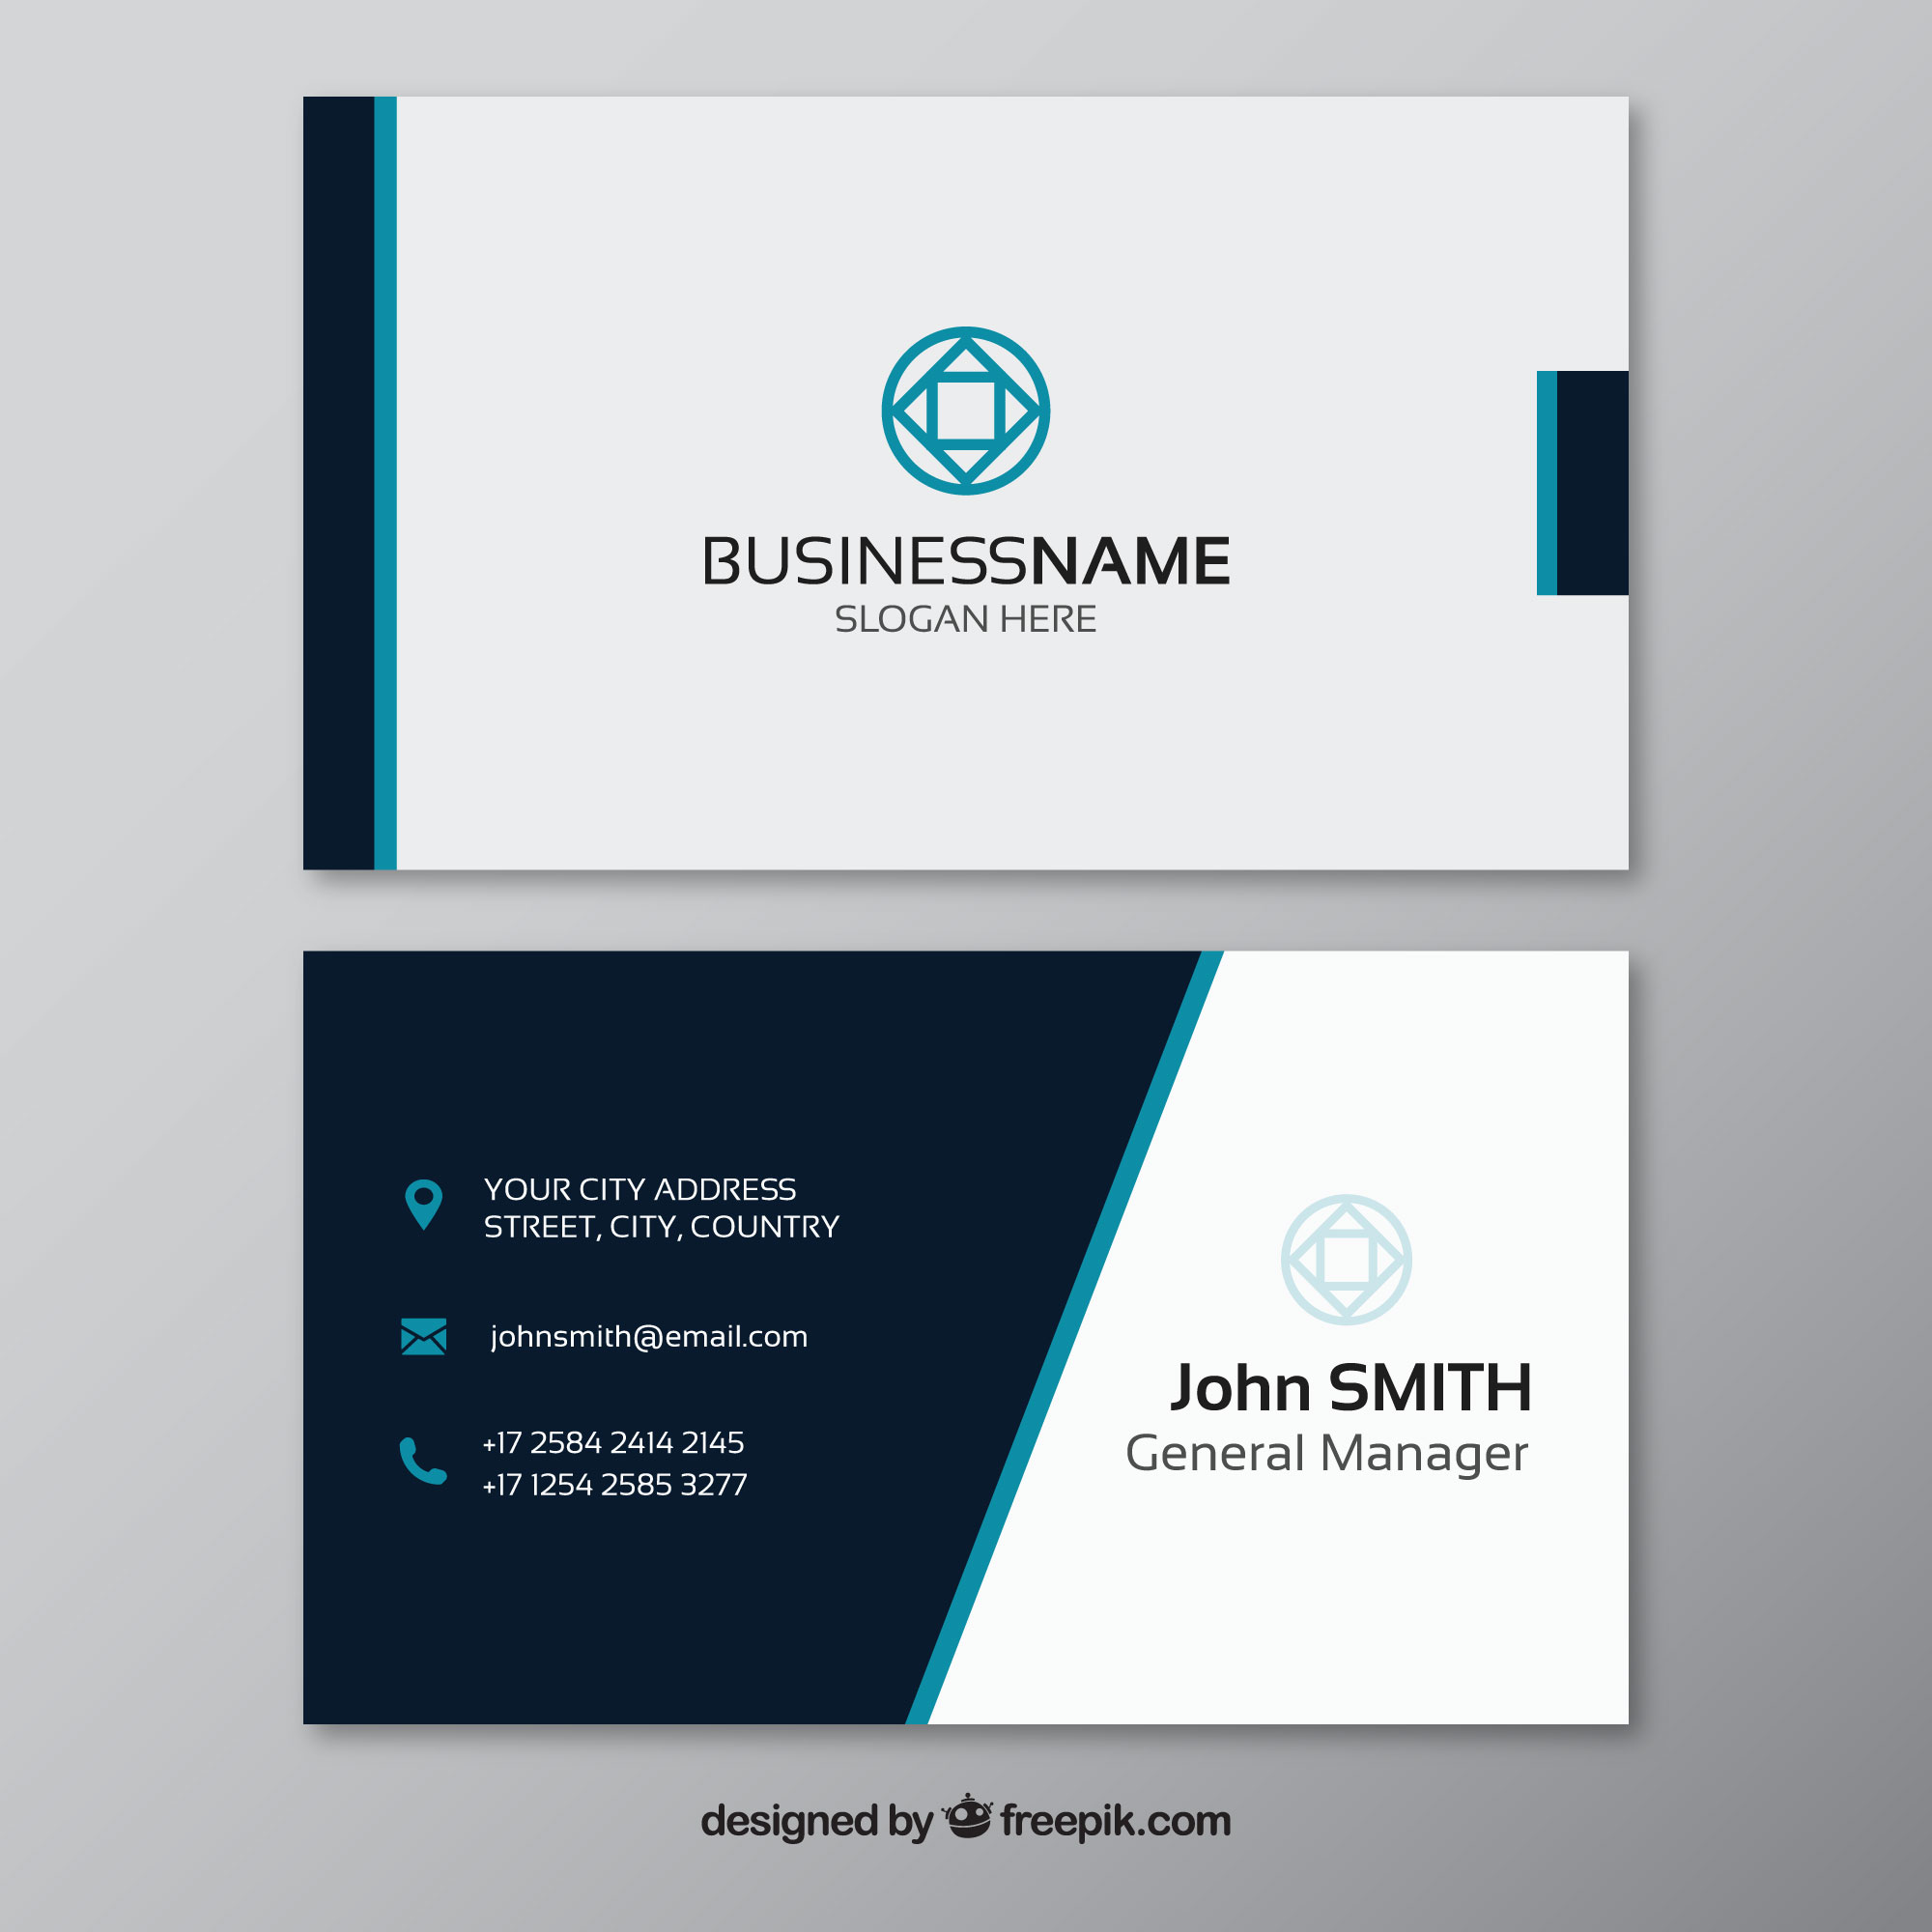 BUSINESSNAME
SLOGAN HERE
YOUR CITY ADDRESS
STREET, CITY, COUNTRY
johnsmith@email.com
+17 2584 2414 2145
+17 1254 2585 3277
John SMITH
General Manager
designed by freepik.com